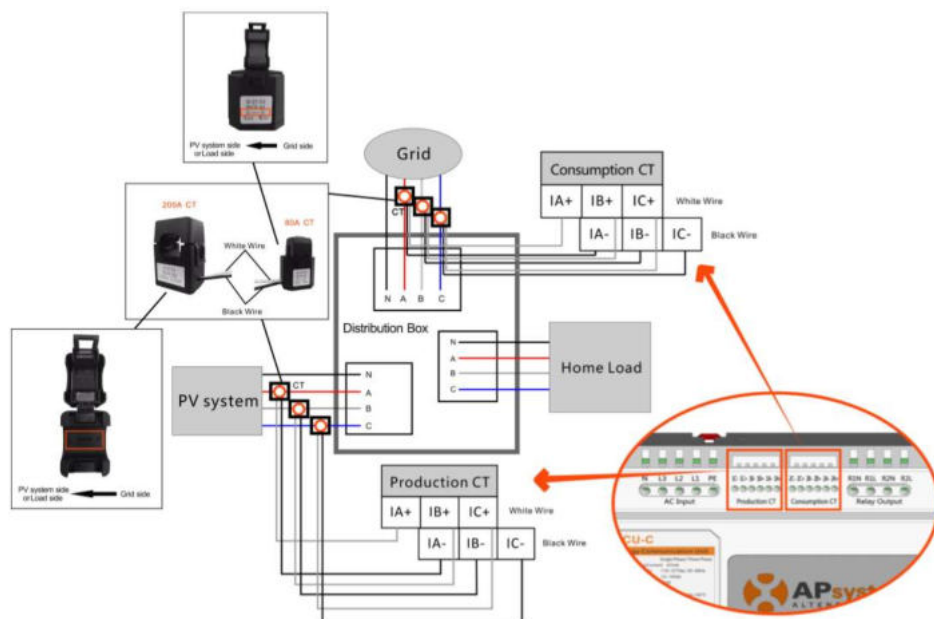 PV system side
or Load side
Grid side
200A CT
80A CT
White Wire
Black Wire
PV system side
or Load side
Grid side
Grid
CT
N A B C
Distribution Box
Consumption CT
IA+ IB+ IC+
White Wire
IA- IB- IC-
Black Wire
N
A
B
C
Home Load
PV system
CT
N
A
B
C
Production CT
IA+ IB+ IC+
White Wire
IA- IB- IC-
Black Wire
N L3 L2 L1 PE
AC Input
Production CT
Consumption CT
R1N R1L R2N R2L
Relay Output
CU-C
APsyst
ALTEN